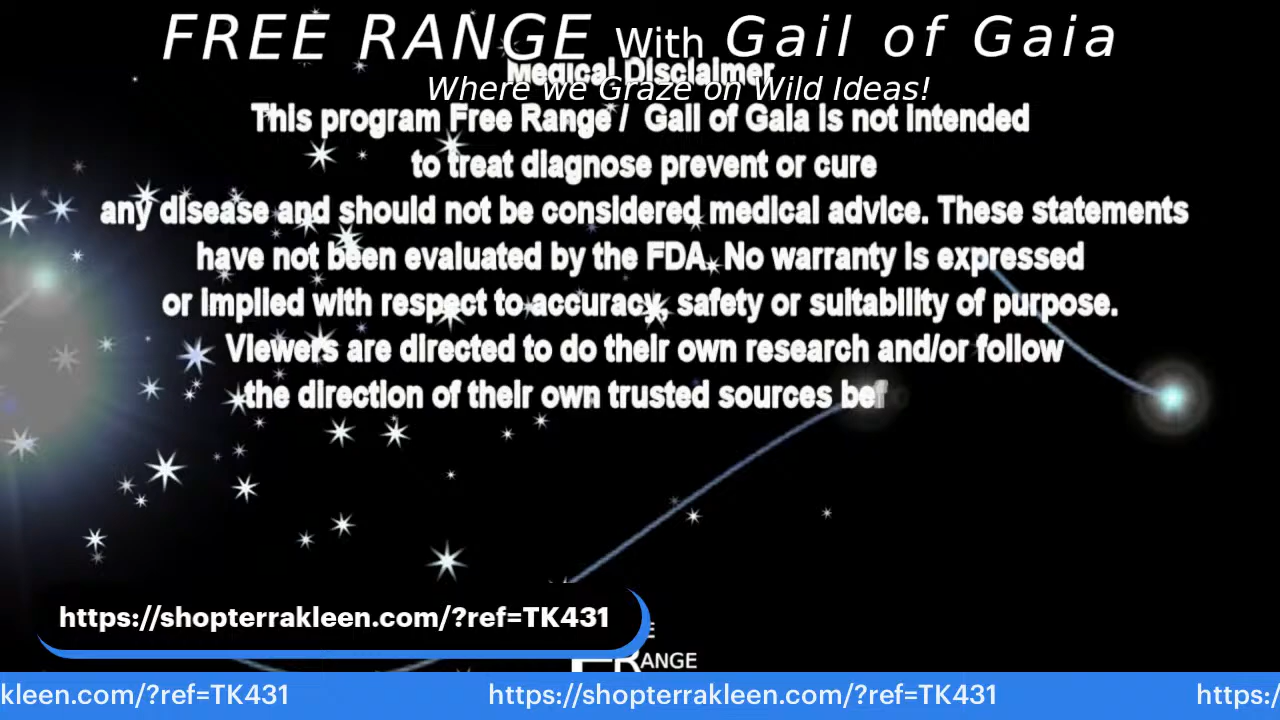 FREE RANGE With Gail of Gaia
Medical Disclaimer
Where we Graze on Wild Ideas!
This program Free Range / Gail of Gaia is not intended
to treat diagnose prevent or cure
any disease and should not be considered medical advice. These statements
have not been evaluated by the FDA. No warranty is expressed
or implied with respect to accuracy, safety or suitability of purpose.
Viewers are directed to do their own research and/or follow
the direction of their own trusted sources bef
https://shopterrakleen.com/?ref=TK431
RANGE
kleen.com/?ref=TK431 https://shopterrakleen.com/?ref=TK431 https:/